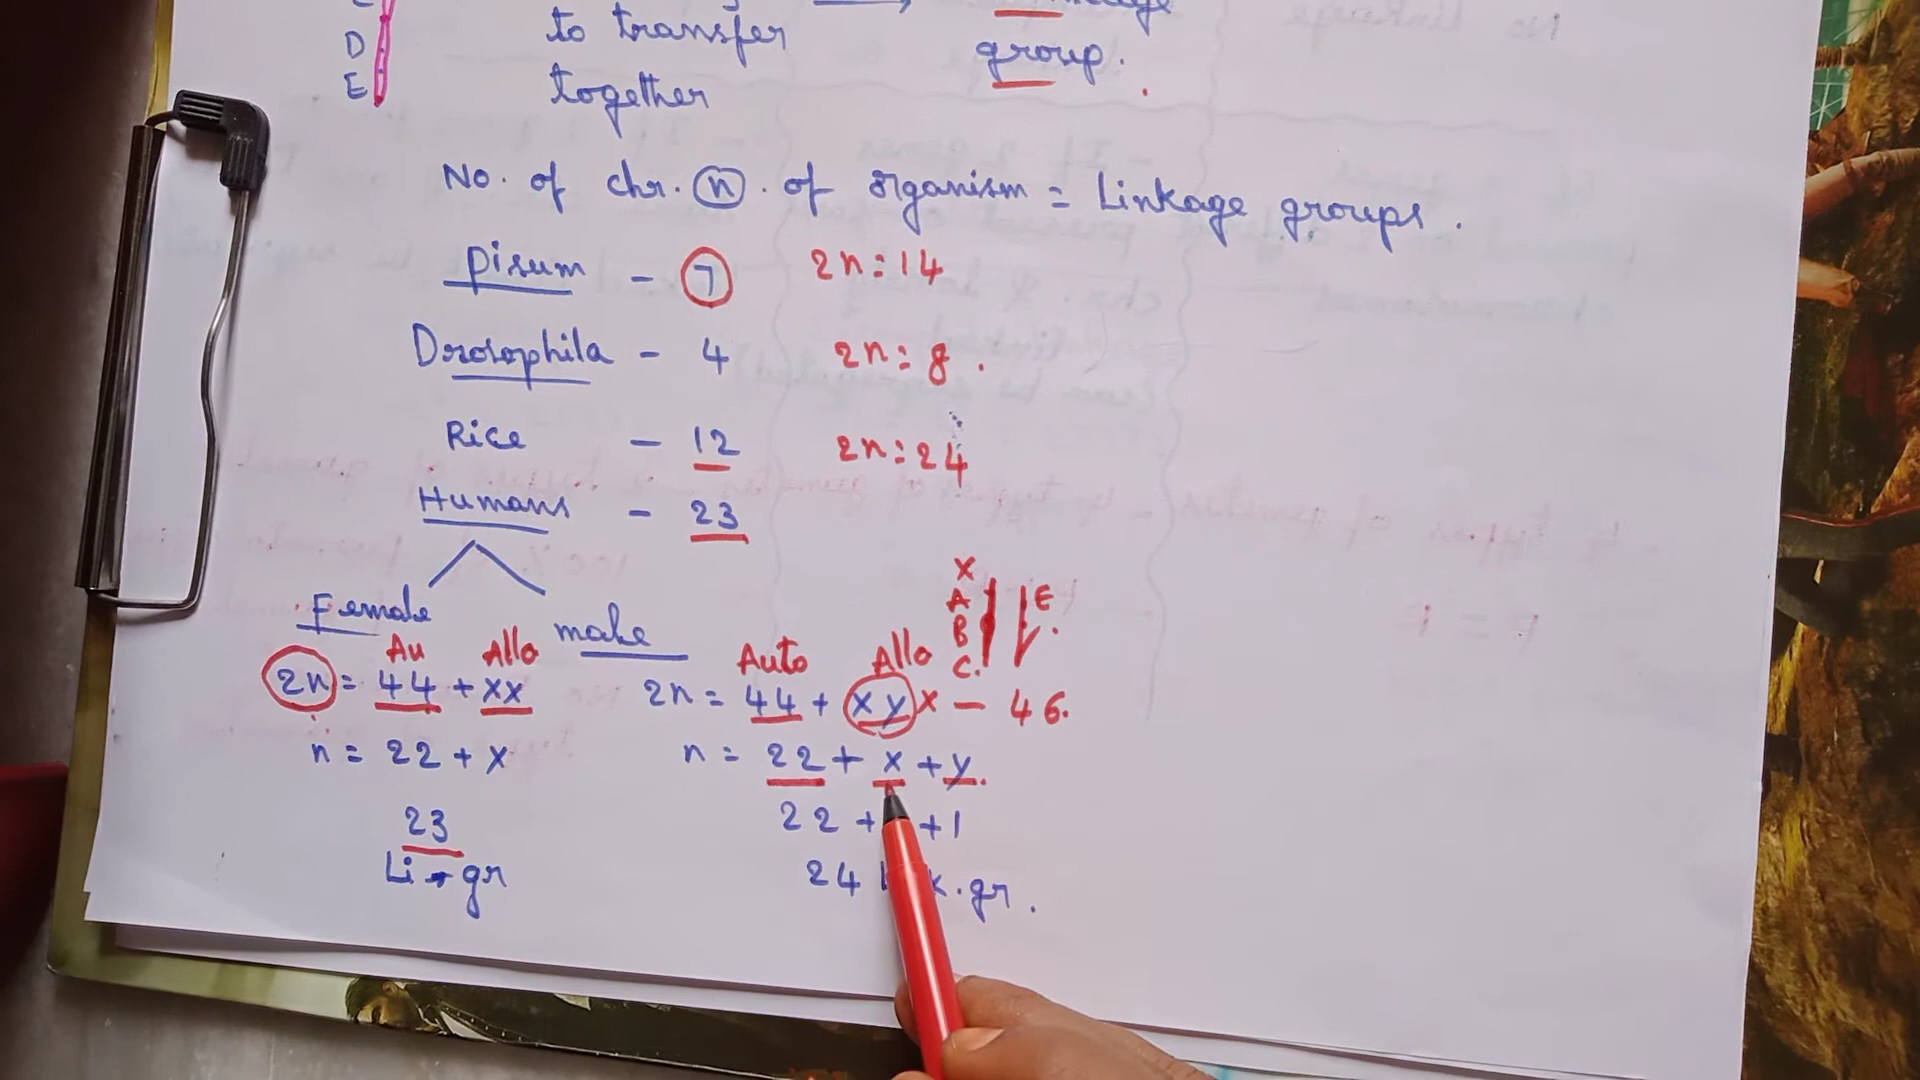 D
E
to transfer
together
group.
No. of chr. n. of organism = Linkage groups.
Pisum - 7 2n = 14
Drosophila - 4 2n = 8.
Rice - 12 2n = 24
Humans - 23
Female
male
X
A
B
C.
E
Au Allo
Auto Allo
2n = 44 + xx
2n = 44 + xy x - 46.
n = 22 + x
n = 22 + x + y.
23
Li-gr
22 + + 1
24 k.gr.